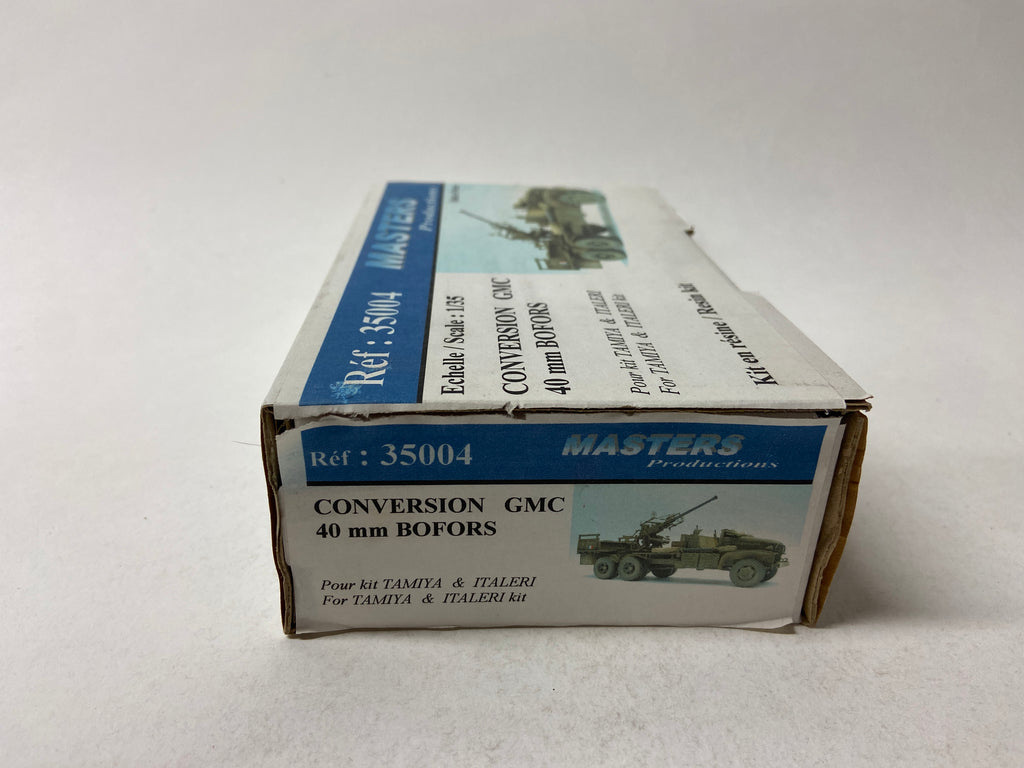 Réf : 35004 MASTERS
Productions
Echelle / Scale : 1/35
CONVERSION GMC
40 mm BOFORS
Pour kit TAMIYA & ITALERI
For TAMIYA & ITALERI kit
Kit en résine / Resin kit
Réf : 35004 MASTERS
Productions
CONVERSION GMC
40 mm BOFORS
Pour kit TAMIYA & ITALERI
For TAMIYA & ITALERI kit